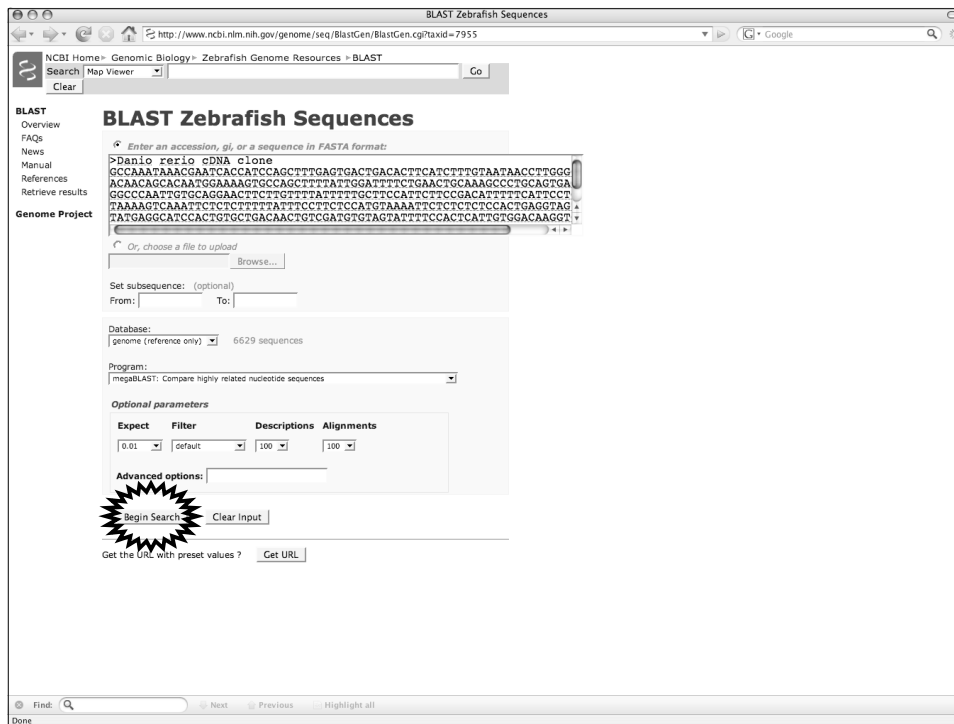 BLAST Zebrafish Sequences
http://www.ncbi.nlm.nih.gov/genome/seq/BlastGen/BlastGen.cgi?taxid=7955
G Google
NCBI Home Genomic Biology Zebrafish Genome Resources BLAST
Search Map Viewer Go
Clear
BLAST
Overview
FAQs
News
Manual
References
Retrieve results
Genome Project
BLAST Zebrafish Sequences
Enter an accession, gi, or a sequence in FASTA format:
>Danio rerio cDNA clone
GCCAAATAAACGAATCACCATCCAGCTTTGAGTGACTGACACTTCATCTTTGTAATAACCTTGGG
ACAACAGCACAATGGAAAAGTGCCAGCTTTTATTGGATTTTCTGAACTGCAAAGCCCTGCAGTGA
GGCCCAATTGTGCAGGAACTTCTTGTTTTATTTTTGCTTCCATTCTTCCGACATTTTTCATTCCT
TAAAAGTCAAATTCTCTCTTTTTATTTCCTTCTCCATGTAAAATTCTCTCTCTCCACTGAGGTAG
TATGAGGCATCCACTGTGCTGACAACTGTCGATGTGTAGTATTTTCCACTCATTGTGGACAAGGT
Or, choose a file to upload
Browse...
Set subsequence: (optional)
From: To:
Database:
genome (reference only) 6629 sequences
Program:
megaBLAST: Compare highly related nucleotide sequences
Optional parameters
Expect Filter Descriptions Alignments
0.01 default 100 100
Advanced options:
Begin Search Clear Input
Get the URL with preset values ? Get URL
Find: Next Previous Highlight all
Done